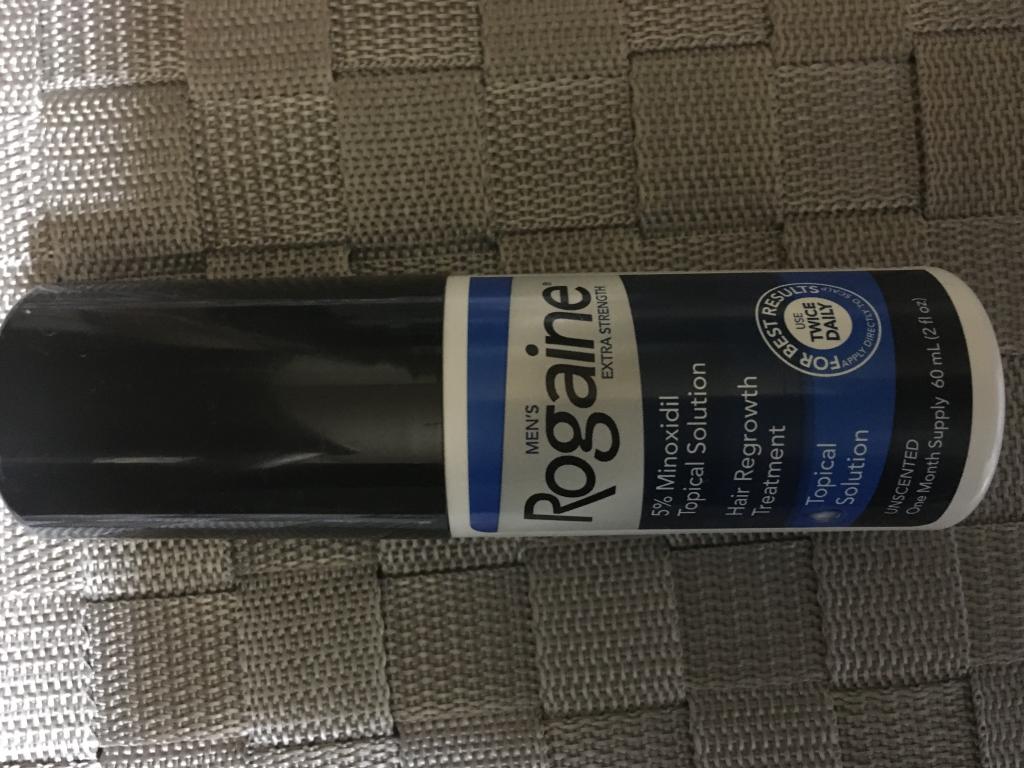 MEN'S
Rogaine®
EXTRA STRENGTH
5% Minoxidil
Topical Solution
Hair Regrowth
Treatment
FOR BEST RESULTS
USE
TWICE
DAILY
APPLY DIRECTLY TO SCALP
Topical
Solution
UNSCENTED
One Month Supply 60 mL (2 fl oz)